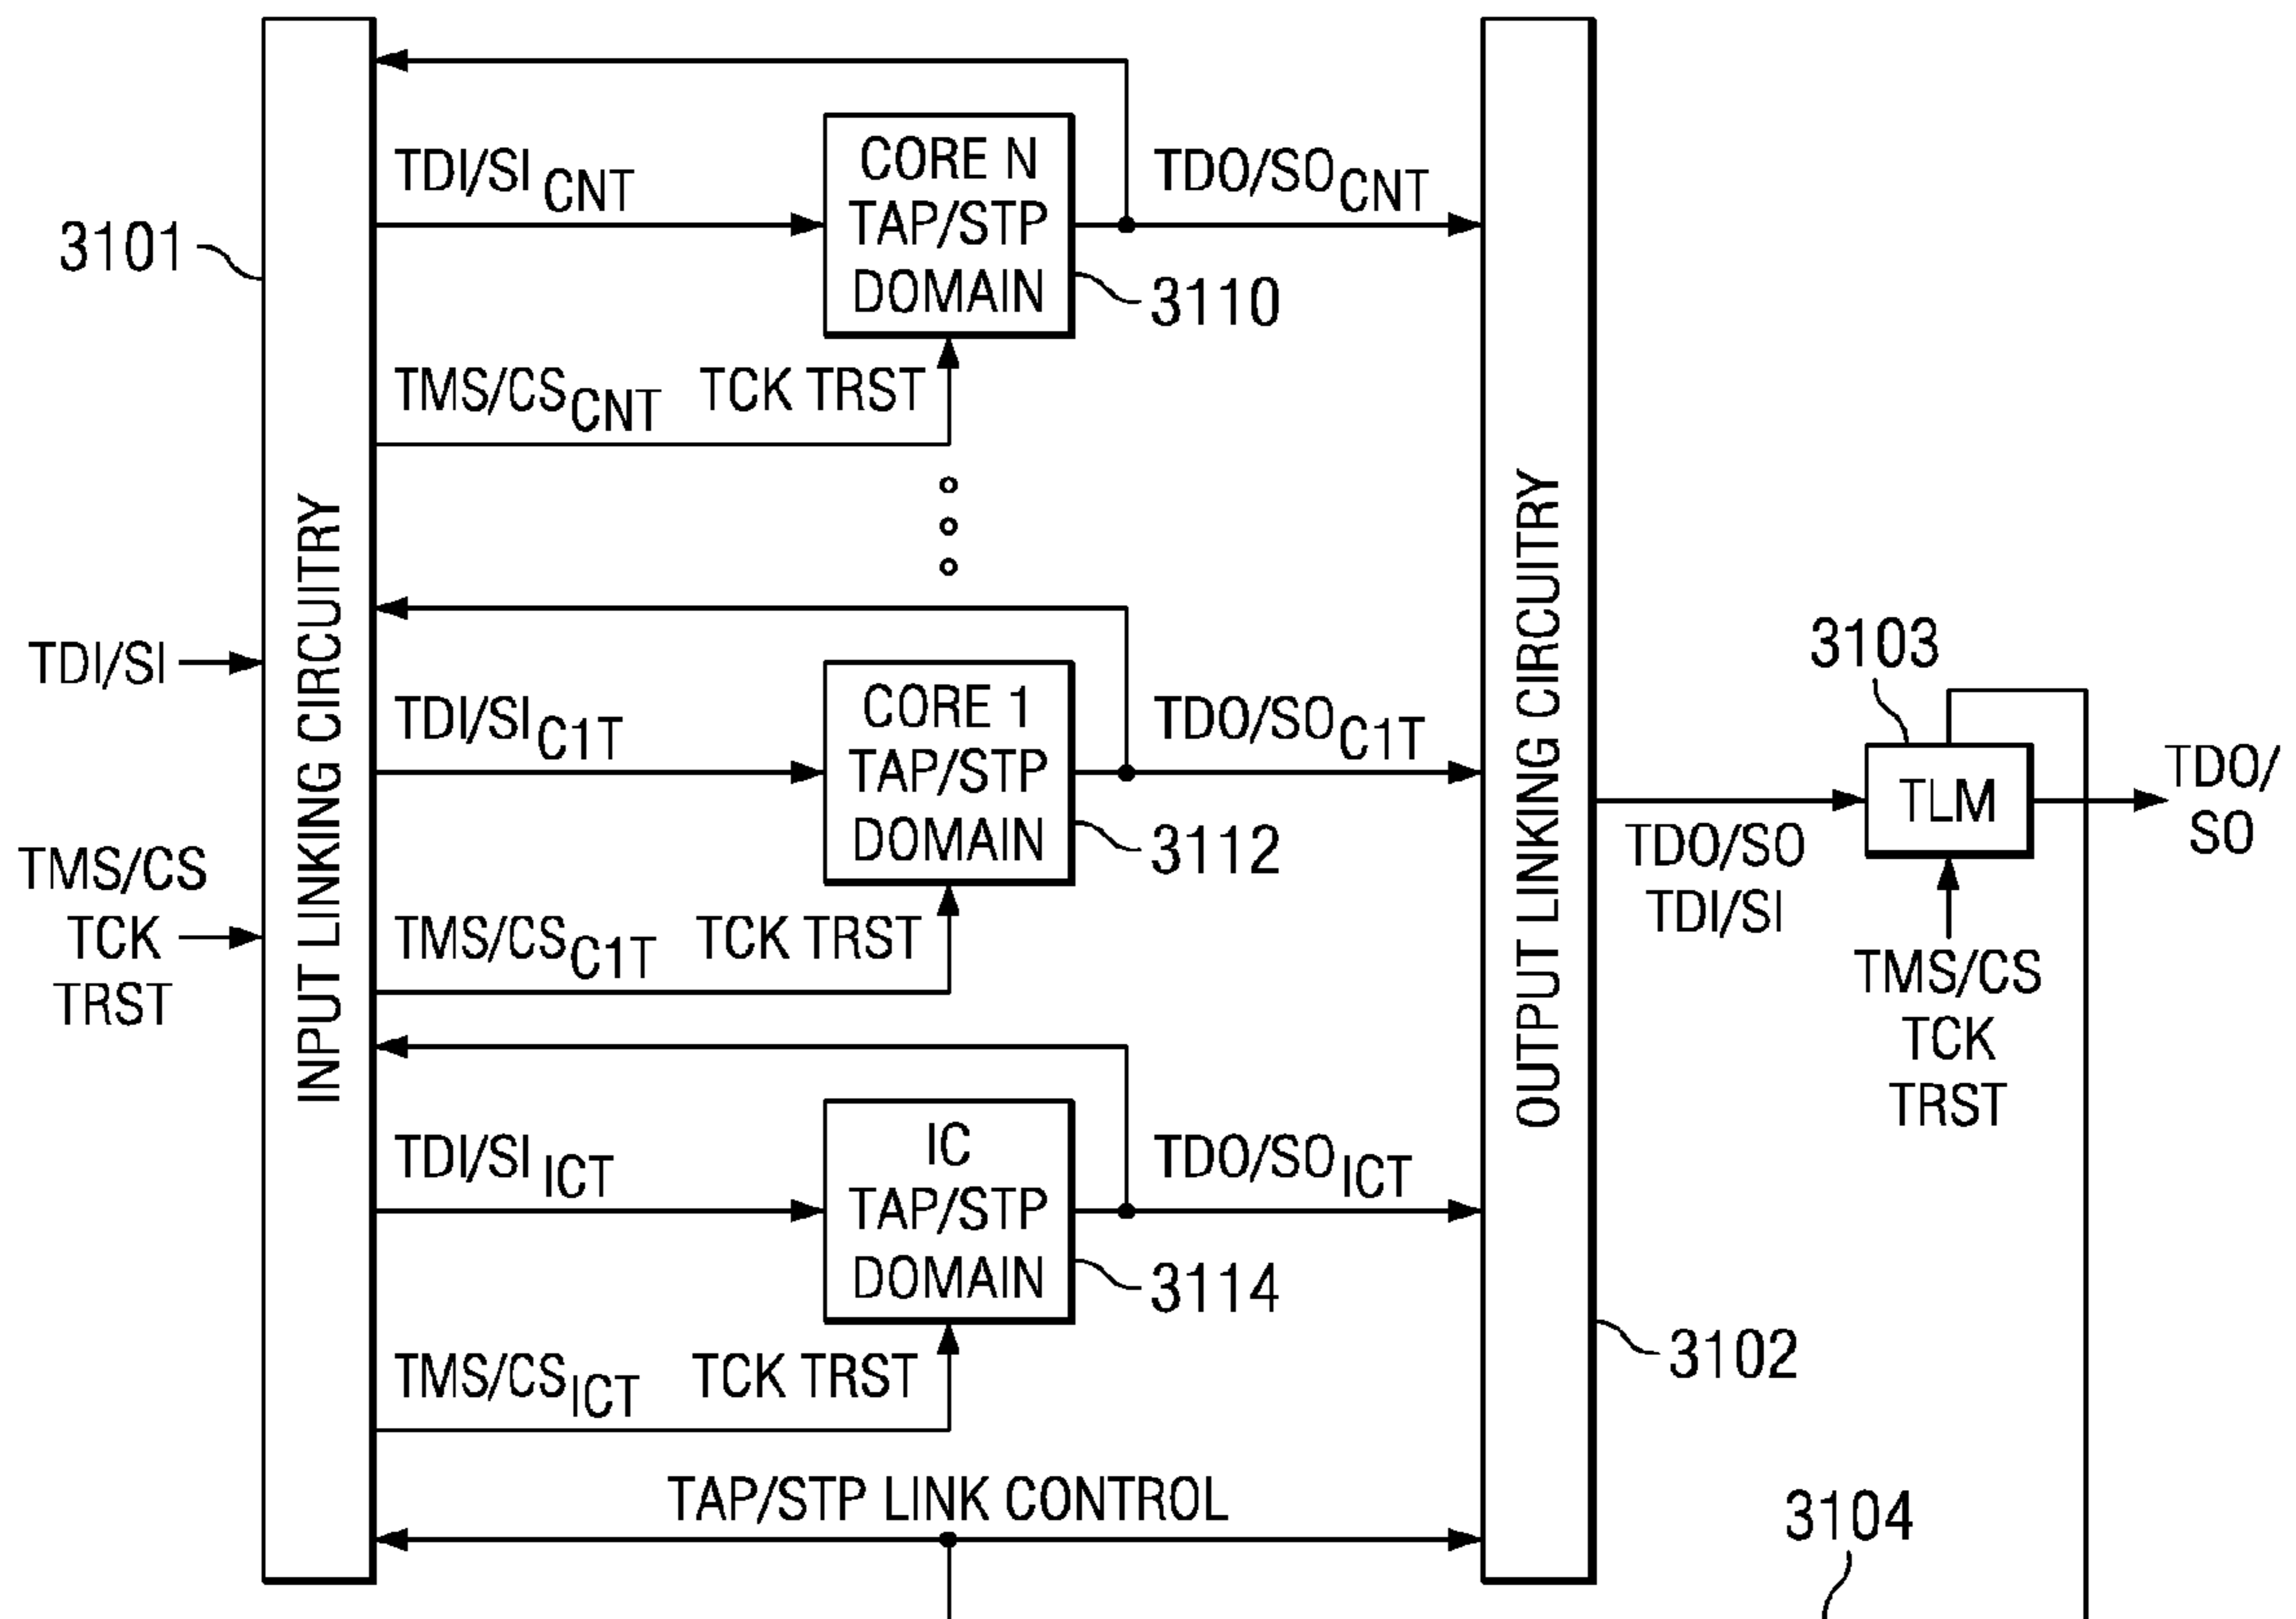 CORE N
TAP/STP
DOMAIN
TDI/SI CNT
TDO/SO CNT
3101
3110
TMS/CS CNT TCK TRST
INPUT LINKING CIRCUITRY
OUTPUT LINKING CIRCUITRY
TDI/SI
CORE 1
TAP/STP
DOMAIN
TDI/SI C1T
TDO/SO C1T
3112
3103
TLM
TDO/
SO
TDO/SO
TDI/SI
TMS/CS
TCK
TRST
TMS/CS C1T TCK TRST
TMS/CS
TCK
TRST
IC
TAP/STP
DOMAIN
TDI/SI ICT
TDO/SO ICT
3114
3102
TMS/CS ICT TCK TRST
TAP/STP LINK CONTROL
3104